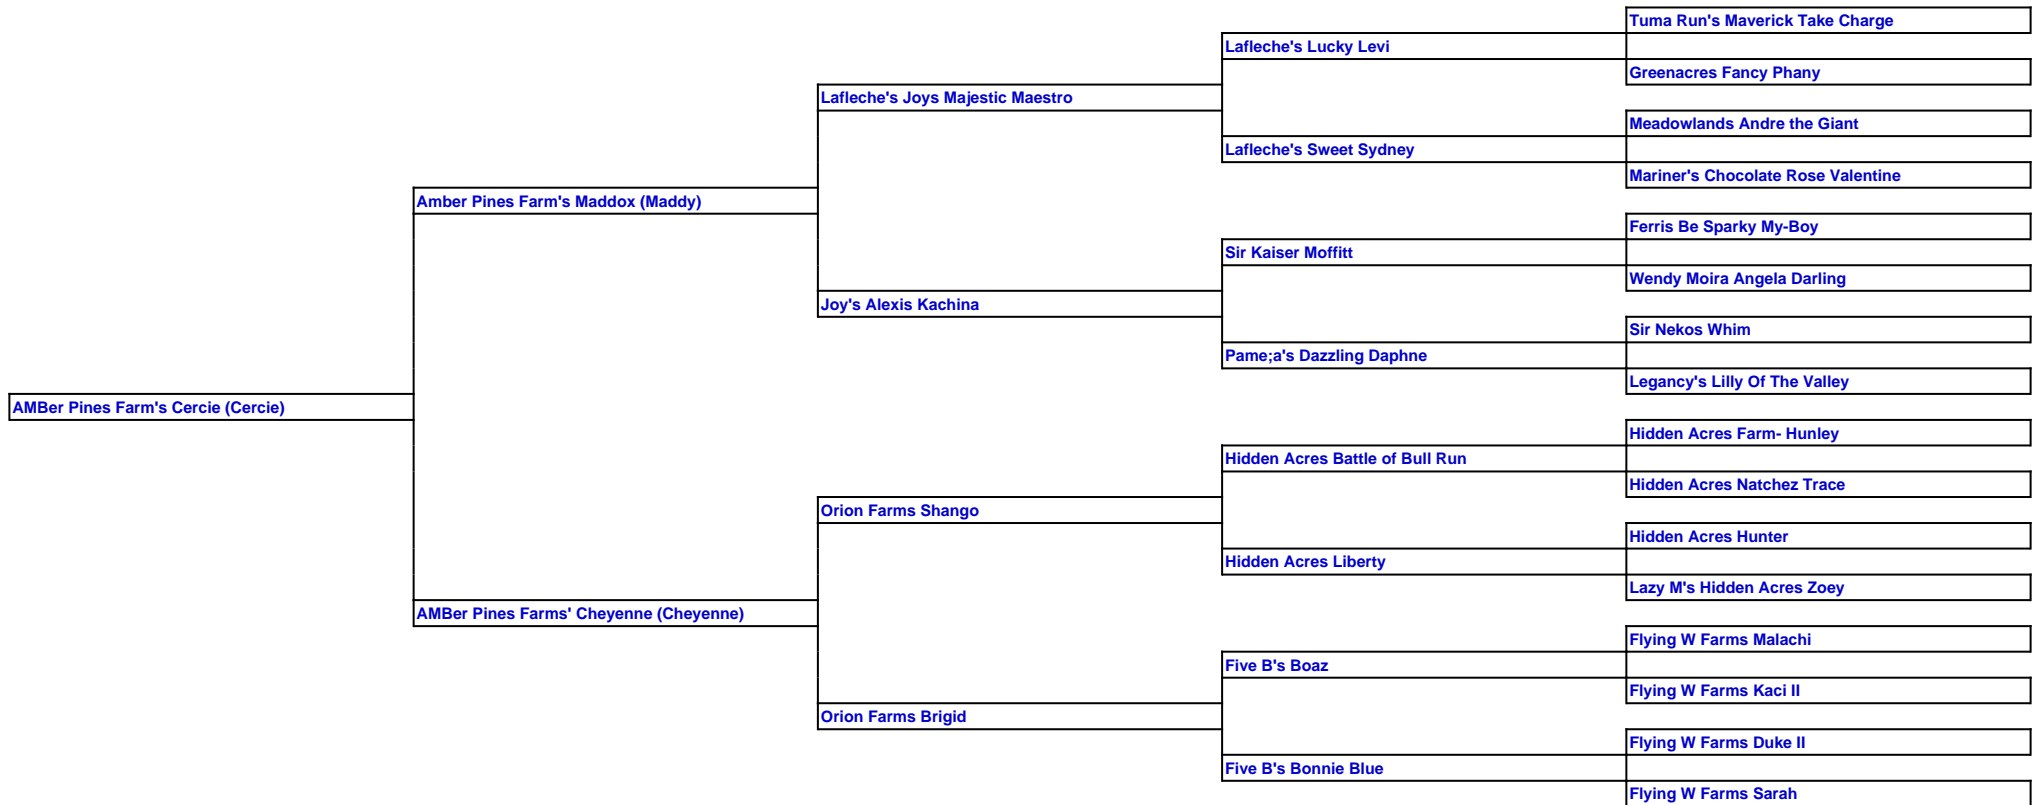 Tuma Run's Maverick Take Charge
Lafleche's Lucky Levi
Greenacres Fancy Phany
Lafleche's Joys Majestic Maestro
Meadowlands Andre the Giant
Lafleche's Sweet Sydney
Mariner's Chocolate Rose Valentine
Amber Pines Farm's Maddox (Maddy)
Ferris Be Sparky My-Boy
Sir Kaiser Moffitt
Wendy Moira Angela Darling
Joy's Alexis Kachina
Sir Nekos Whim
Pame;a's Dazzling Daphne
Legancy's Lilly Of The Valley
AMBer Pines Farm's Cercie (Cercie)
Hidden Acres Farm- Hunley
Hidden Acres Battle of Bull Run
Hidden Acres Natchez Trace
Orion Farms Shango
Hidden Acres Hunter
Hidden Acres Liberty
Lazy M's Hidden Acres Zoey
AMBer Pines Farms' Cheyenne (Cheyenne)
Flying W Farms Malachi
Five B's Boaz
Flying W Farms Kaci II
Orion Farms Brigid
Flying W Farms Duke II
Five B's Bonnie Blue
Flying W Farms Sarah